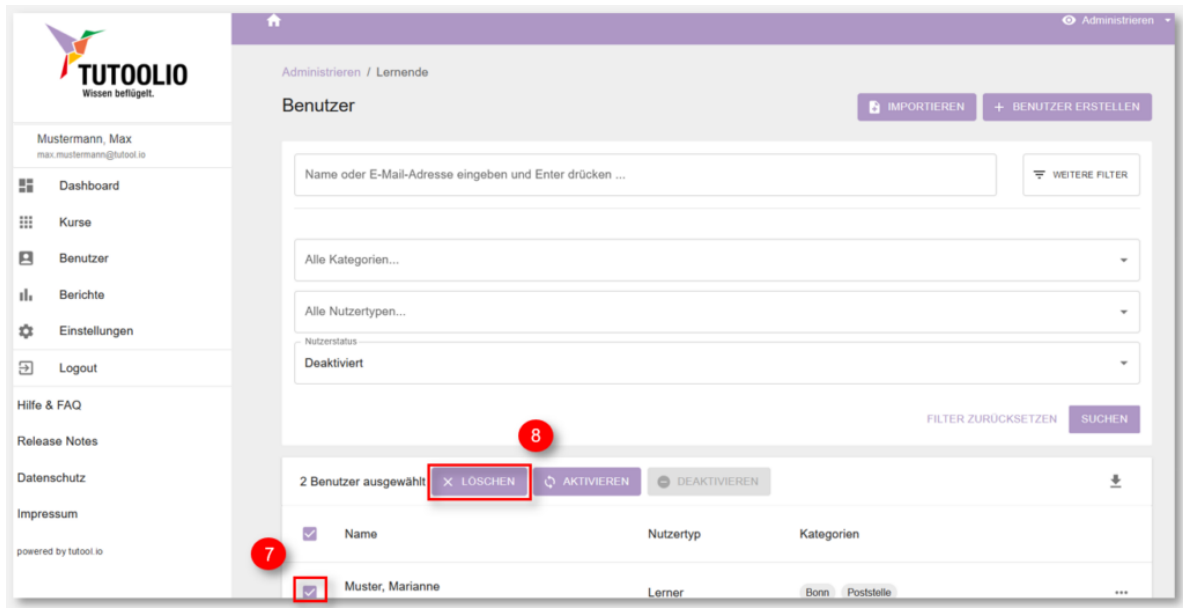 TUTOOLIO
Wissen beflügelt.
Administrieren
Mustermann, Max
max.mustermann@tutool.io
Dashboard
Kurse
Benutzer
Berichte
Einstellungen
Logout
Hilfe & FAQ
Release Notes
Datenschutz
Impressum
powered by tutool.io
Administrieren / Lernende
Benutzer
IMPORTIEREN
+ BENUTZER ERSTELLEN
Name oder E-Mail-Adresse eingeben und Enter drücken ...
WEITERE FILTER
Alle Kategorien...
Alle Nutzertypen...
Nutzerstatus
Deaktiviert
FILTER ZURÜCKSETZEN
SUCHEN
8
2 Benutzer ausgewählt
LÖSCHEN
AKTIVIEREN
DEAKTIVIEREN
Name
Nutzertyp
Kategorien
7
Muster, Marianne
Lerner
Bonn
Poststelle